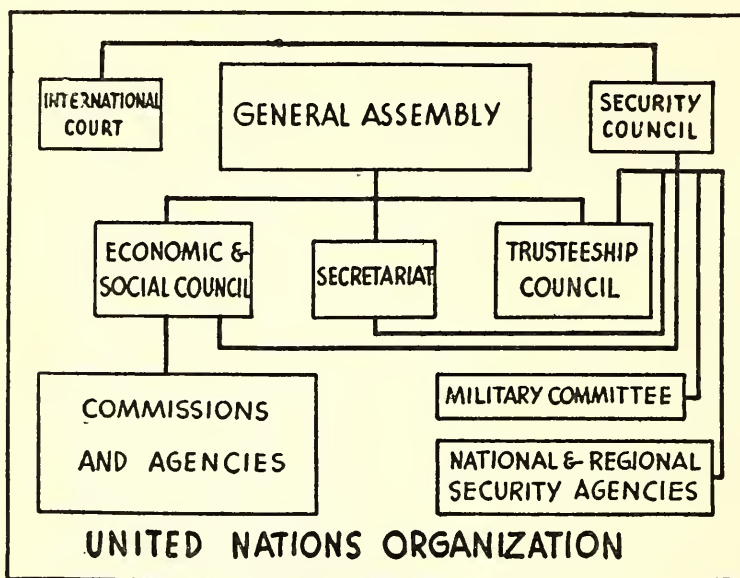 INTERNATIONAL
COURT
GENERAL ASSEMBLY
SECURITY
COUNCIL
ECONOMIC &
SOCIAL COUNCIL
SECRETARIAT
TRUSTEESHIP
COUNCIL
COMMISSIONS
AND AGENCIES
MILITARY COMMITTEE
NATIONAL & REGIONAL
SECURITY AGENCIES
UNITED NATIONS ORGANIZATION